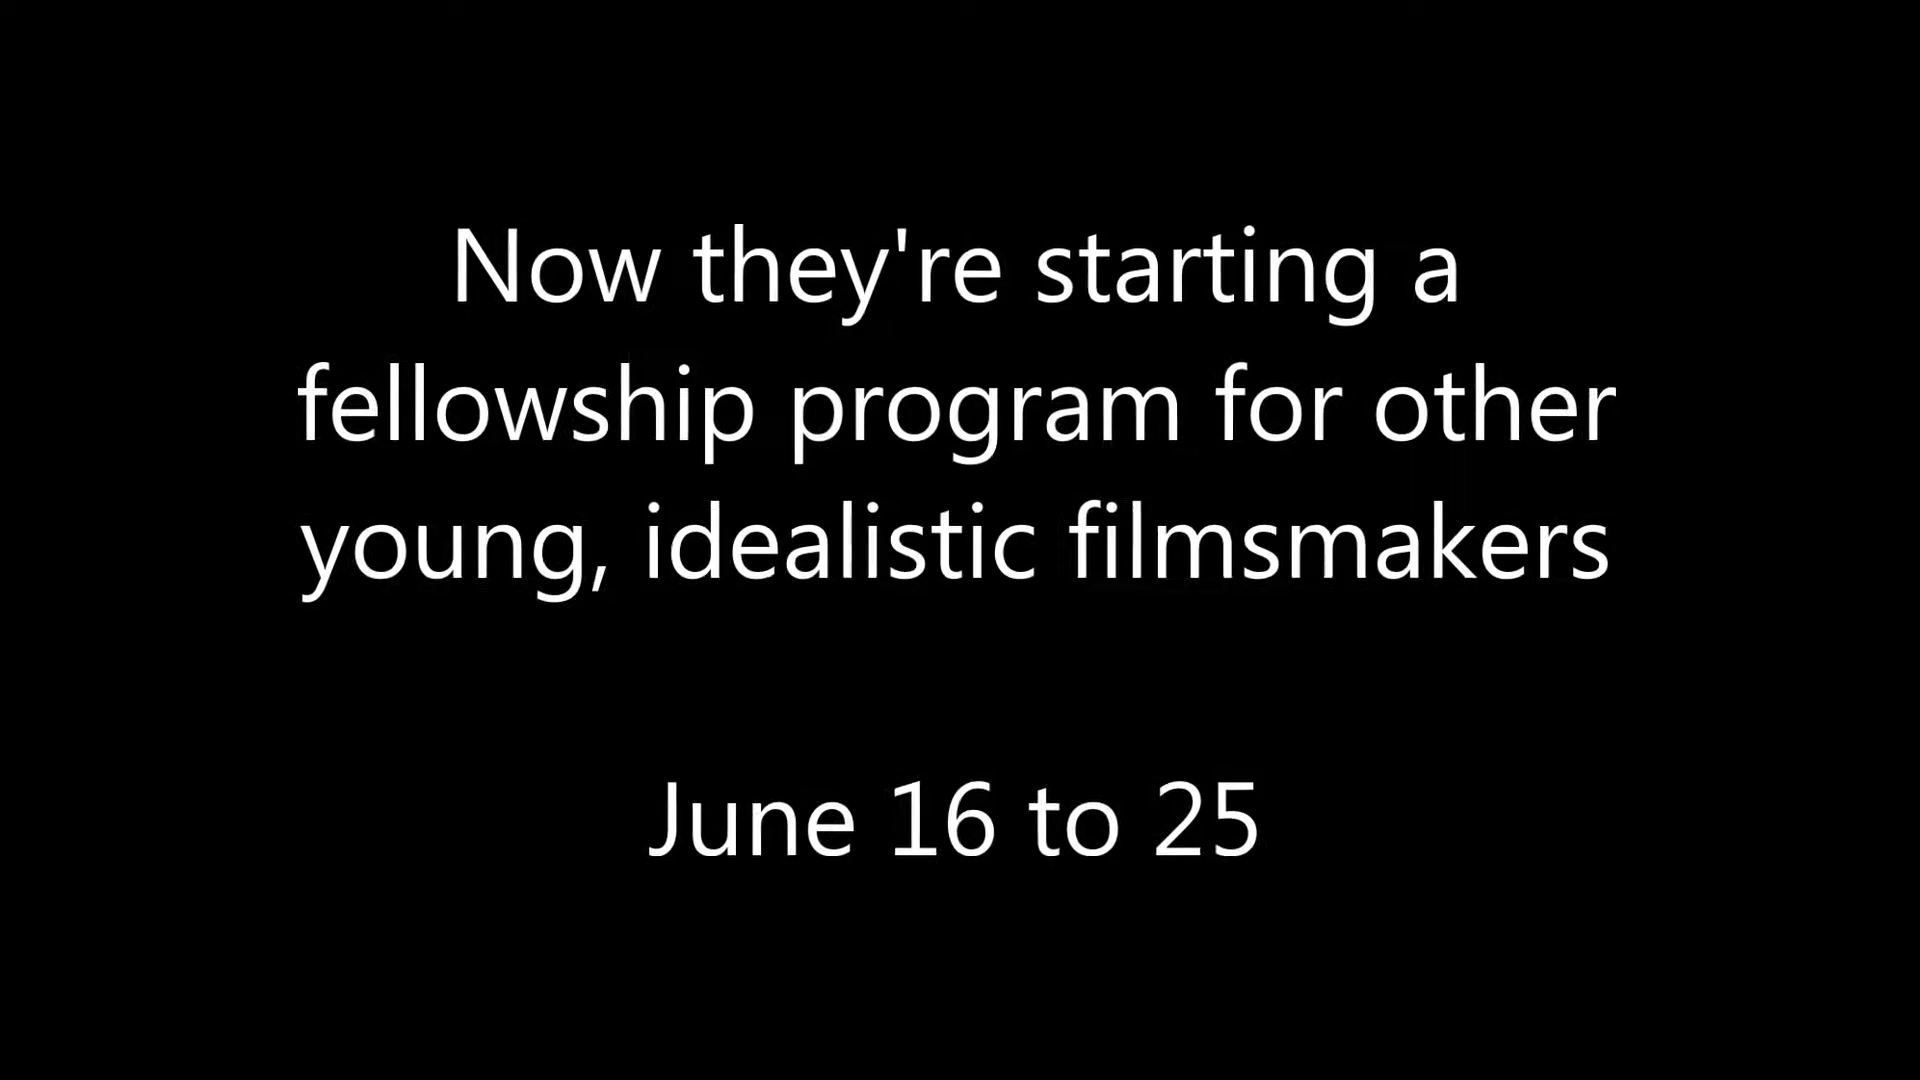 Now they're starting a
fellowship program for other
young, idealistic filmsmakers
June 16 to 25